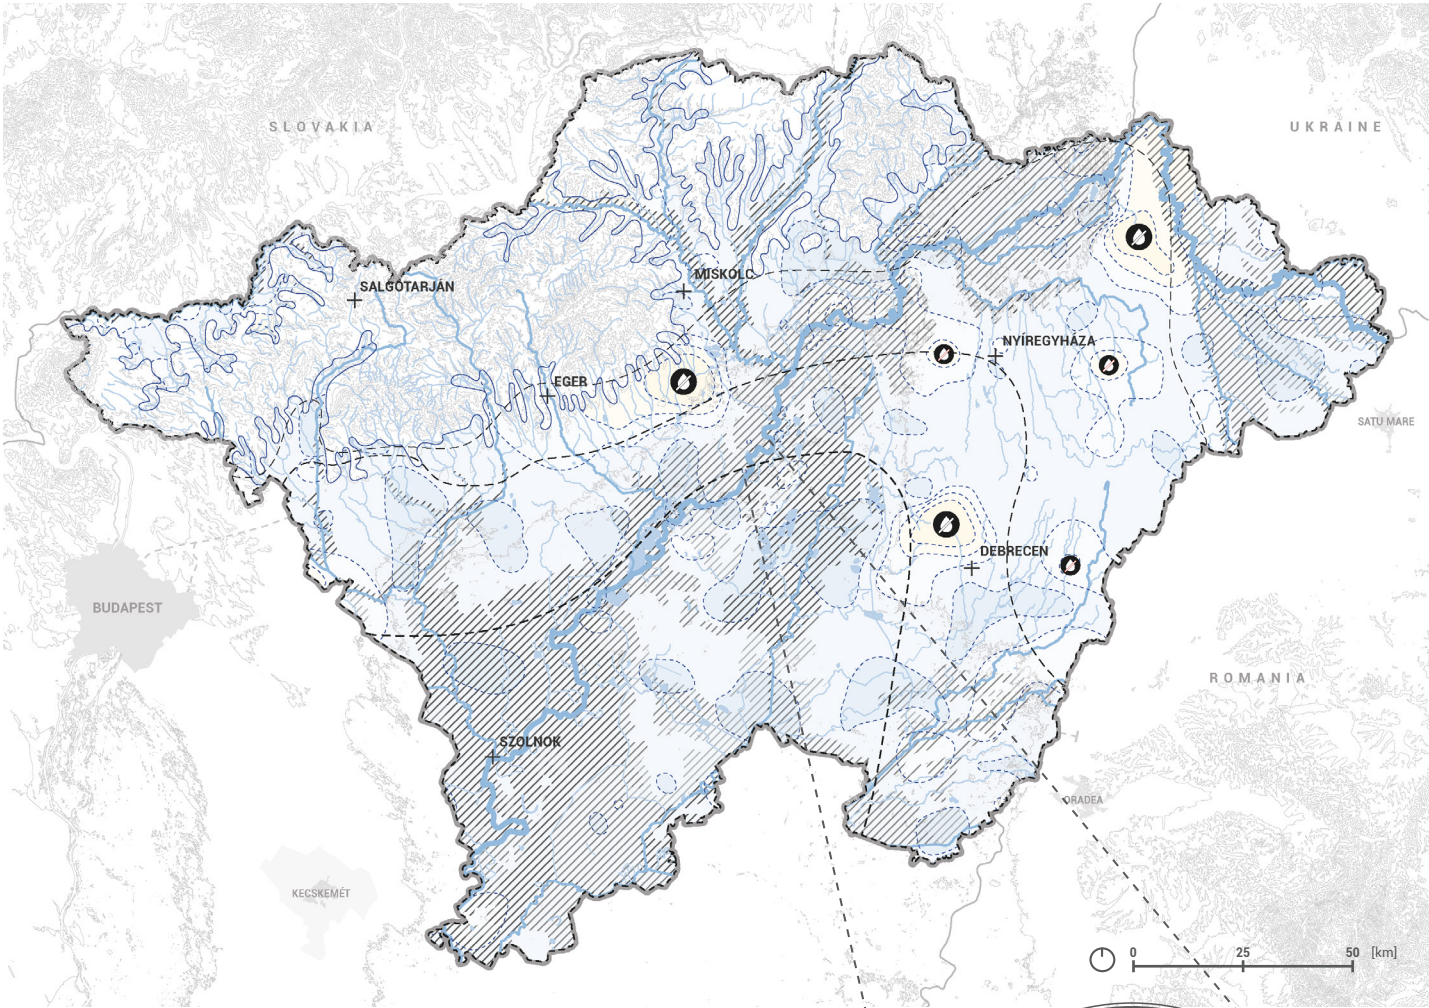 SLOVAKIA
UKRAINE
MISKOLC
SALGÓTARJÁN
NYÍREGYHÁZA
EGER
SATU MARE
DEBRECEN
BUDAPEST
ROMANIA
SZOLNOK
ORADEA
KECSKEMÉT
0 25 50 [km]